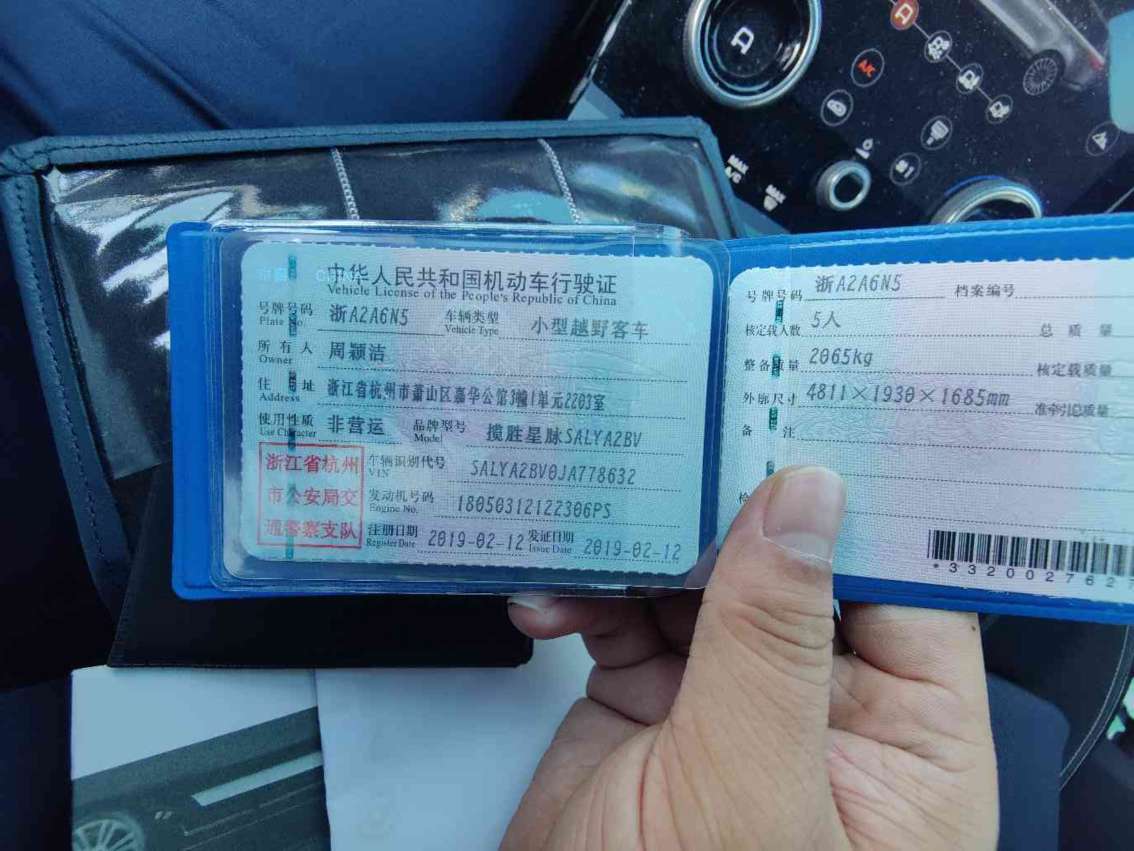 中华人民共和国机动车行驶证
Vehicle License of the People's Republic of China
号牌号码 浙A2A6N5 车辆类型 小型越野客车
Plate No. Vehicle Type
所有人 周颖洁
Owner
住址 浙江省杭州市萧山区嘉华公馆3幢1单元2203室
Address
使用性质 非营运 品牌型号 揽胜星脉SALYA2BV
Use Character Model
浙江省杭州
市公安局交
通警察支队
车辆识别代号 SALYA2BV0JA778632
VIN
发动机号码 18050312122306PS
Engine No.
注册日期 2019-02-12 发证日期 2019-02-12
Register Date Issue Date
号牌号码 浙A2A6N5 档案编号
核定载人数 5人 总质量
整备质量 2065kg 核定载质量
外廓尺寸 4811×1930×1685mm 准牵引总质量
备注
检
*332002762
D
A/C
MAX
A/C
MAX